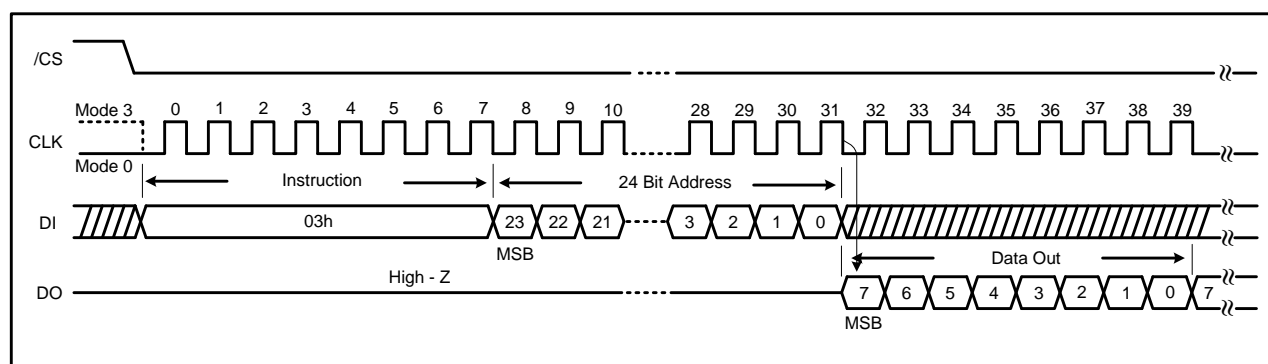 /CS
Mode 3 0 1 2 3 4 5 6 7 8 9 10 28 29 30 31 32 33 34 35 36 37 38 39
CLK
Mode 0
Instruction 24 Bit Address
DI 03h 23 22 21 3 2 1 0
MSB
Data Out
High - Z
DO 7 6 5 4 3 2 1 0 7
MSB